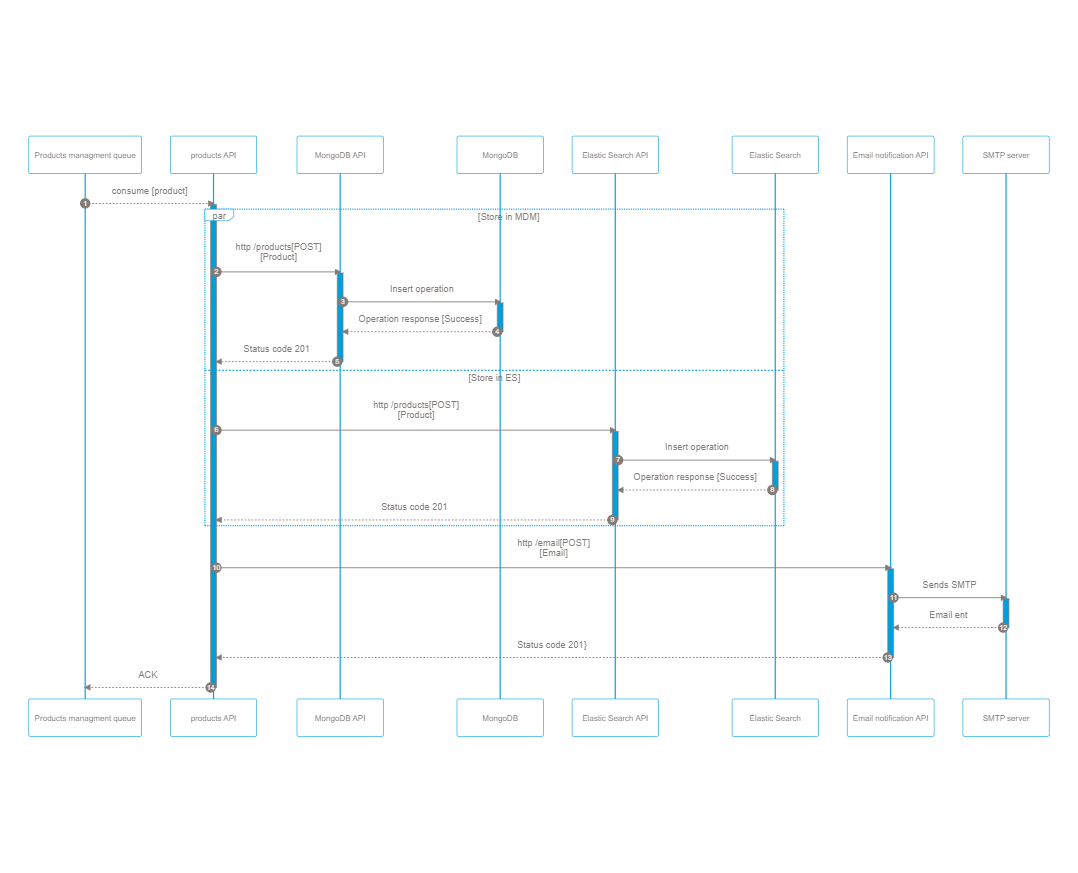 Products managment queue
products API
MongoDB API
MongoDB
Elastic Search API
Elastic Search
Email notification API
SMTP server
consume [product]
1
par
[Store in MDM]
http /products[POST]
[Product]
2
Insert operation
3
Operation response [Success]
4
Status code 201
5
[Store in ES]
http /products[POST]
[Product]
6
Insert operation
7
Operation response [Success]
8
Status code 201
9
http /email[POST]
[Email]
10
Sends SMTP
11
Email ent
12
Status code 201}
13
ACK
14
Products managment queue
products API
MongoDB API
MongoDB
Elastic Search API
Elastic Search
Email notification API
SMTP server